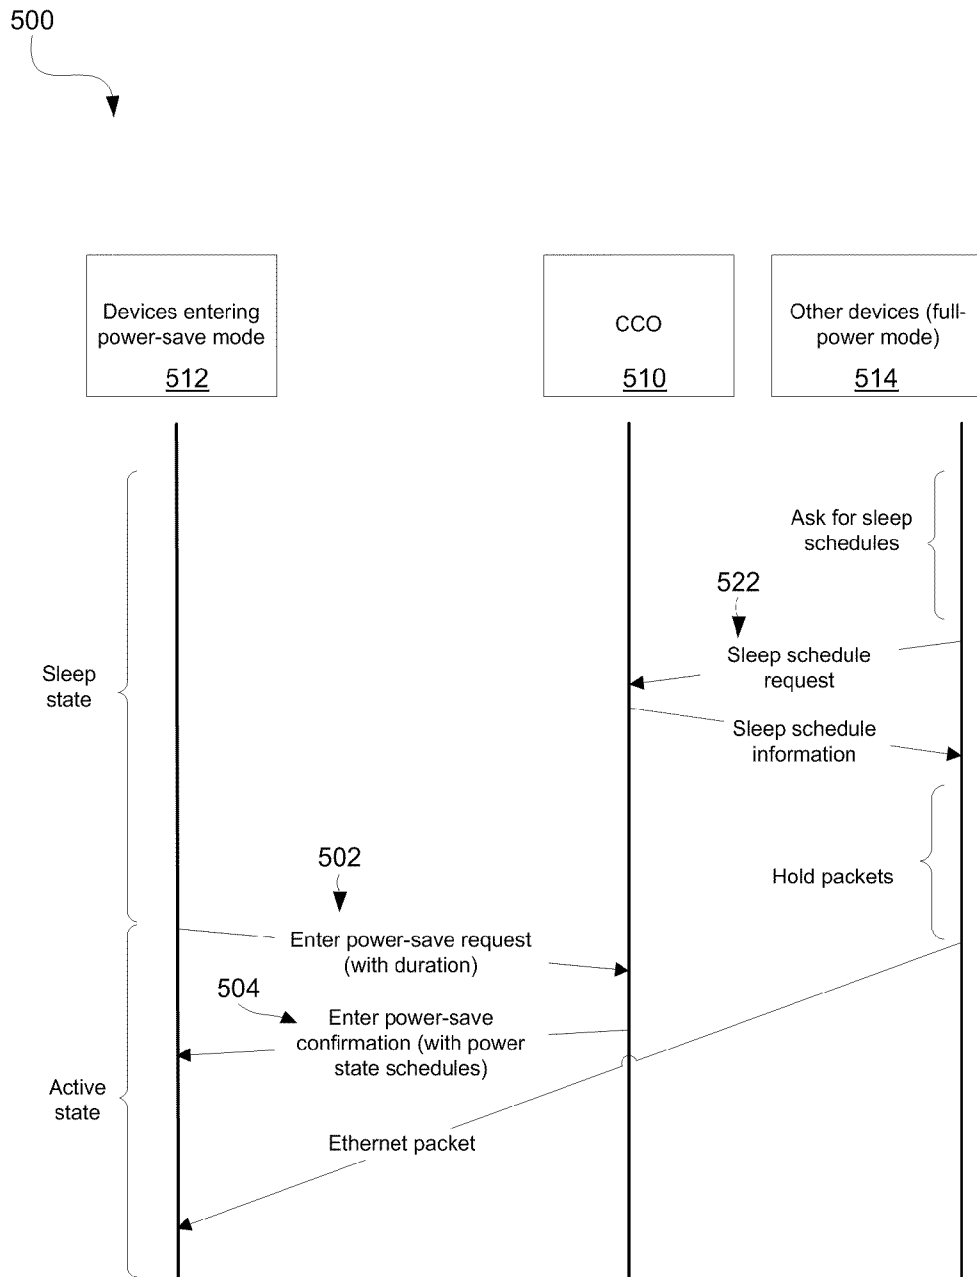 500
Devices entering
power-save mode
512
CCO
510
Other devices (full-
power mode)
514
Ask for sleep
schedules
522
Sleep schedule
request
Sleep
state
Sleep schedule
information
502
Hold packets
Enter power-save request
(with duration)
504
Enter power-save
confirmation (with power
state schedules)
Active
state
Ethernet packet